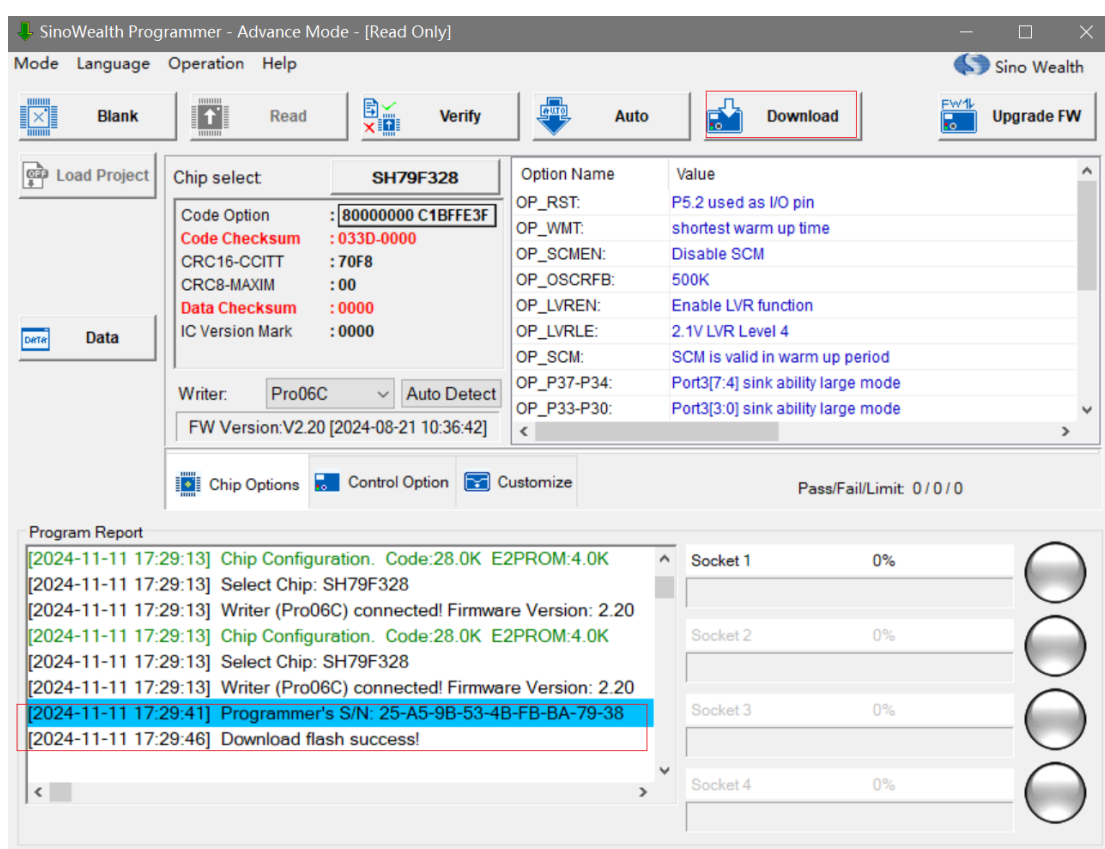 SinoWealth Programmer - Advance Mode - [Read Only]
Mode Language Operation Help
Sino Wealth
Blank Read Verify AUTO Auto Download FW Upgrade FW
Load Project
Chip select: SH79F328
Code Option : 80000000 C1BFFE3F
Code Checksum : 033D-0000
CRC16-CCITT : 70F8
CRC8-MAXIM : 00
Data Checksum : 0000
IC Version Mark : 0000
DATA Data
Writer: Pro06C Auto Detect
FW Version:V2.20 [2024-08-21 10:36:42]
Option Name Value
OP_RST: P5.2 used as I/O pin
OP_WMT: shortest warm up time
OP_SCMEN: Disable SCM
OP_OSCRFB: 500K
OP_LVREN: Enable LVR function
OP_LVRLE: 2.1V LVR Level 4
OP_SCM: SCM is valid in warm up period
OP_P37-P34: Port3[7:4] sink ability large mode
OP_P33-P30: Port3[3:0] sink ability large mode
Chip Options Control Option Customize
Pass/Fail/Limit: 0 / 0 / 0
Program Report
[2024-11-11 17:29:13] Chip Configuration. Code:28.0K E2PROM:4.0K
[2024-11-11 17:29:13] Select Chip: SH79F328
[2024-11-11 17:29:13] Writer (Pro06C) connected! Firmware Version: 2.20
[2024-11-11 17:29:13] Chip Configuration. Code:28.0K E2PROM:4.0K
[2024-11-11 17:29:13] Select Chip: SH79F328
[2024-11-11 17:29:13] Writer (Pro06C) connected! Firmware Version: 2.20
[2024-11-11 17:29:41] Programmer's S/N: 25-A5-9B-53-4B-FB-BA-79-38
[2024-11-11 17:29:46] Download flash success!
Socket 1 0%
Socket 2 0%
Socket 3 0%
Socket 4 0%